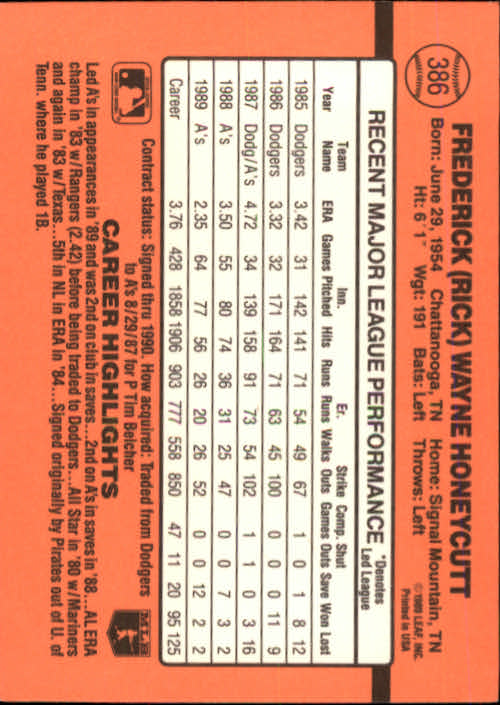 386
FREDERICK (RICK) WAYNE HONEYCUTT
Born: June 29, 1954 Chattanooga, TN Home: Signal Mountain, TN
Ht: 6'1" Wgt: 191 Bats: Left Throws: Left
©1989 LEAF, INC.
Printed in USA
RECENT MAJOR LEAGUE PERFORMANCE *Denotes
Led League
Team Inn. Er. Strike Comp. Shut
Year Name ERA Games Pitched Hits Runs Runs Walks Outs Games Outs Save Won Lost
1985 Dodgers 3.42 31 142 141 71 54 49 67 1 0 1 8 12
1986 Dodgers 3.32 32 171 164 71 63 45 100 0 0 0 11 9
1987 Dodg/A's 4.72 34 139 158 91 73 54 102 1 1 0 3 16
1988 A's 3.50 55 80 74 36 31 25 47 0 0 7 3 2
1989 A's 2.35 64 77 56 26 20 26 52 0 0 12 2 2
Career 3.76 428 1858 1906 903 777 558 850 47 11 20 95 125
Contract status: Signed thru 1990. How acquired: Traded from Dodgers
to A's 8/29/87 for P Tim Belcher
CAREER HIGHLIGHTS
MLB
Led A's in appearances in '89 and was 2nd on club in saves...2nd on A's in saves in '88...AL ERA
champ in '83 w/Rangers (2.42) before being traded to Dodgers...All Star in '80 w/Mariners
and again in '83 w/Texas...5th in NL in ERA in '84...Signed originally by Pirates out of U. of
Tenn. where he played 1B.